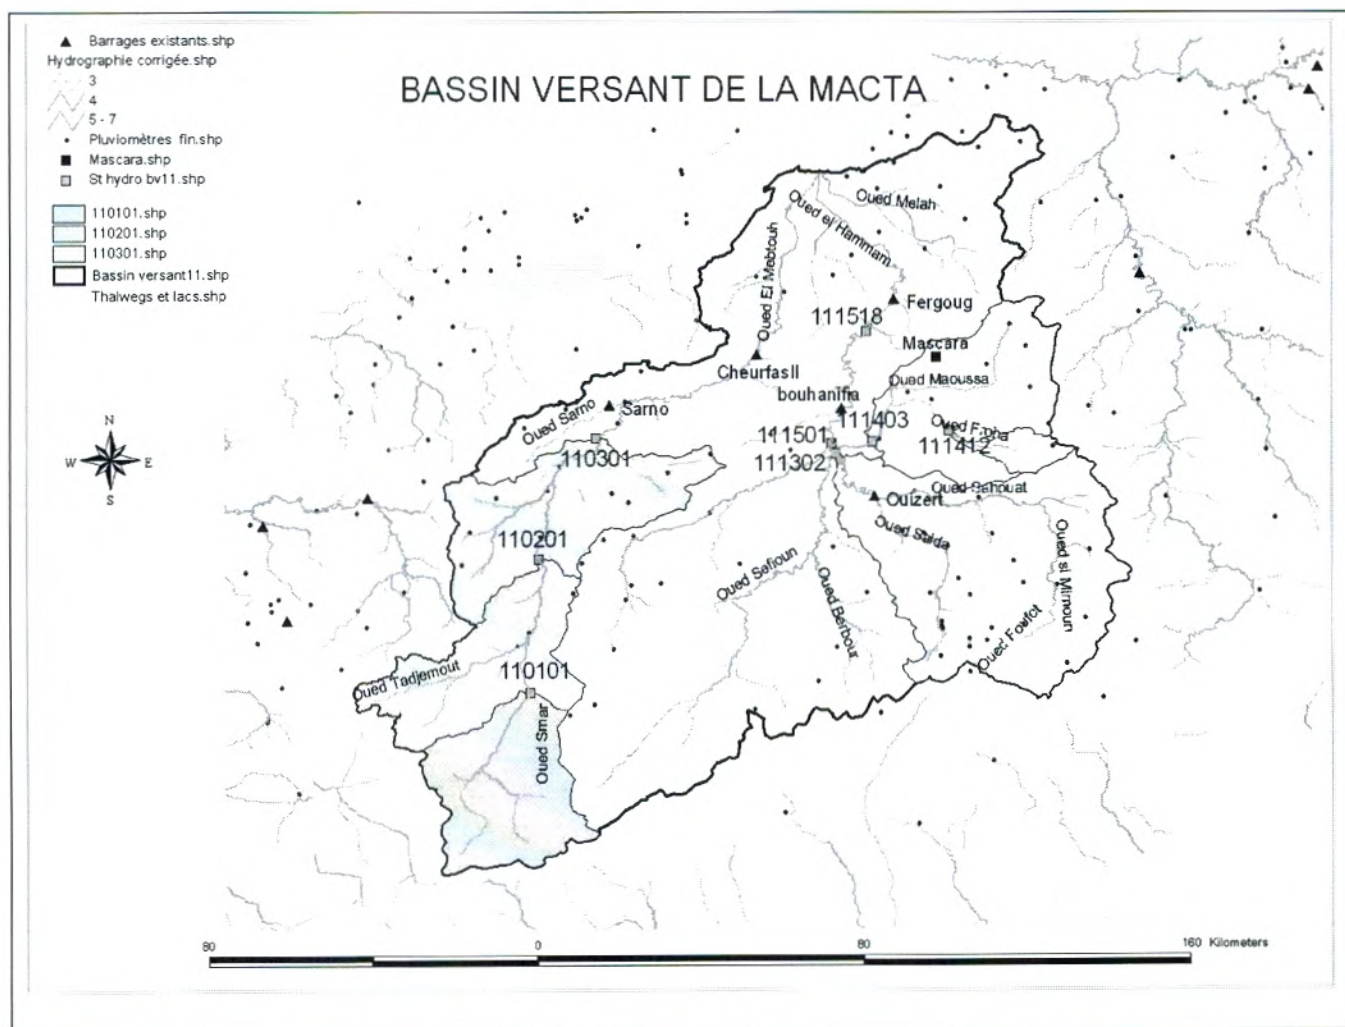 Barrages existants.shp
Hydrographie corrigée.shp
3
4
5 - 7
Pluviomètres fin.shp
Mascara.shp
St hydro bv11.shp
110101.shp
110201.shp
110301.shp
Bassin versant11.shp
Thalwegs et lacs.shp
BASSIN VERSANT DE LA MACTA
Oued Melah
Oued el Hammam
Oued El Mebtouh
Fergoug
111518
Mascara
CheurfasII
Oued Maoussa
bouhanifia
Oued Sarno
Sarno
111403
Oued Froha
111501
111412
110301
111302
Oued Sahouat
Ouizert
Oued Saida
110201
Oued Sefioun
Oued Berbour
Oued si Mimoun
Oued Foufot
Oued Tadjemout
110101
Oued Smar
N
W E
S
80 0 80 160 Kilometers